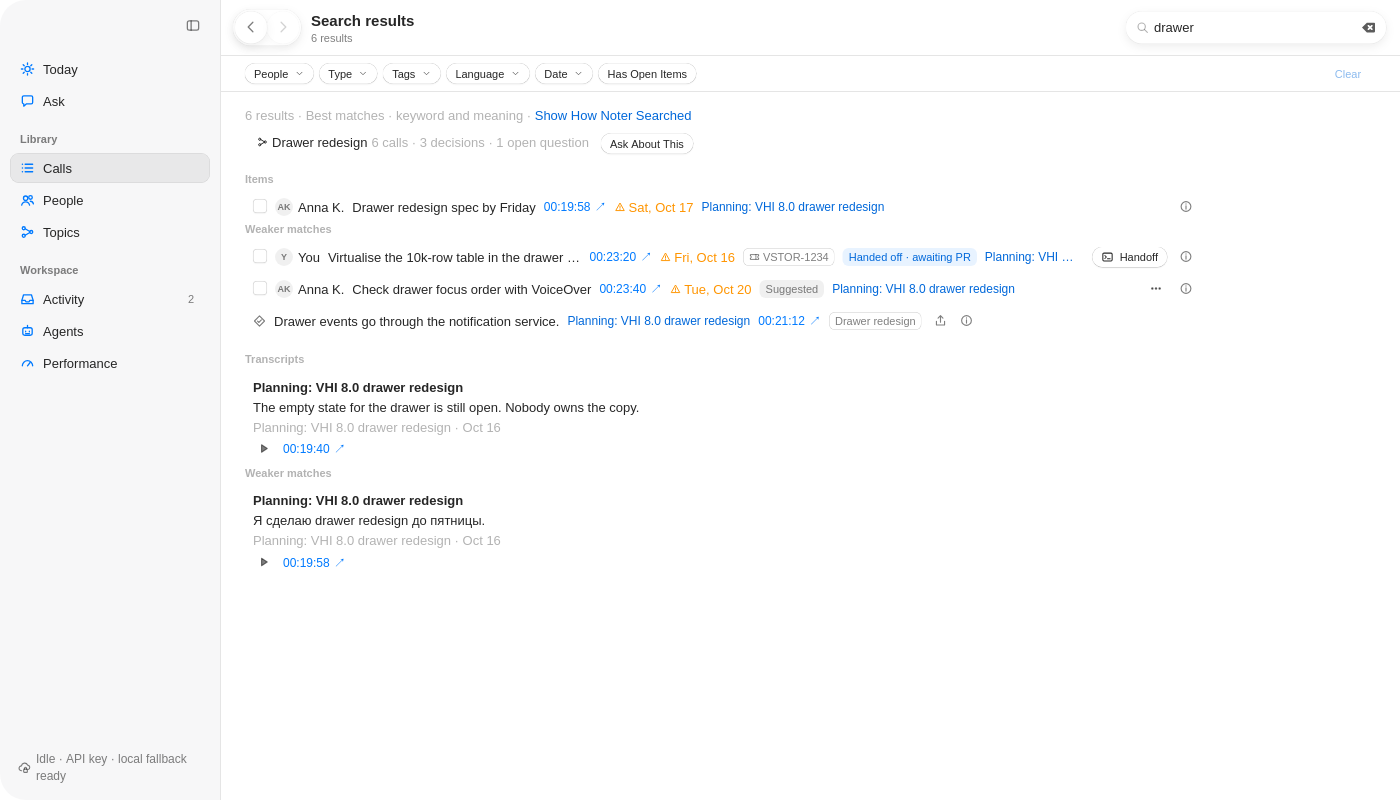 Search results
6 results
drawer
Today
Ask
Library
Calls
People
Topics
Workspace
Activity 2
Agents
Performance
Idle · API key · local fallback
ready
People Type Tags Language Date Has Open Items Clear
6 results · Best matches · keyword and meaning · Show How Noter Searched
Drawer redesign 6 calls · 3 decisions · 1 open question Ask About This
Items
AK Anna K. Drawer redesign spec by Friday 00:19:58 Sat, Oct 17 Planning: VHI 8.0 drawer redesign
Weaker matches
Y You Virtualise the 10k-row table in the drawer … 00:23:20 Fri, Oct 16 VSTOR-1234 Handed off · awaiting PR Planning: VHI … Handoff
AK Anna K. Check drawer focus order with VoiceOver 00:23:40 Tue, Oct 20 Suggested Planning: VHI 8.0 drawer redesign
Drawer events go through the notification service. Planning: VHI 8.0 drawer redesign 00:21:12 Drawer redesign
Transcripts
Planning: VHI 8.0 drawer redesign
The empty state for the drawer is still open. Nobody owns the copy.
Planning: VHI 8.0 drawer redesign · Oct 16
00:19:40
Weaker matches
Planning: VHI 8.0 drawer redesign
Я сделаю drawer redesign до пятницы.
Planning: VHI 8.0 drawer redesign · Oct 16
00:19:58